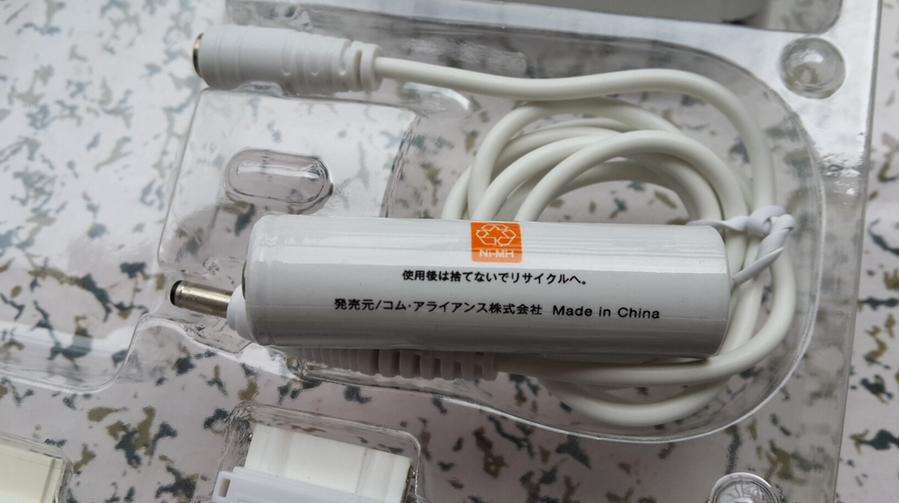 Ni-MH
使用後は捨てないでリサイクルへ。
発売元/コム・アライアンス株式会社 Made in China